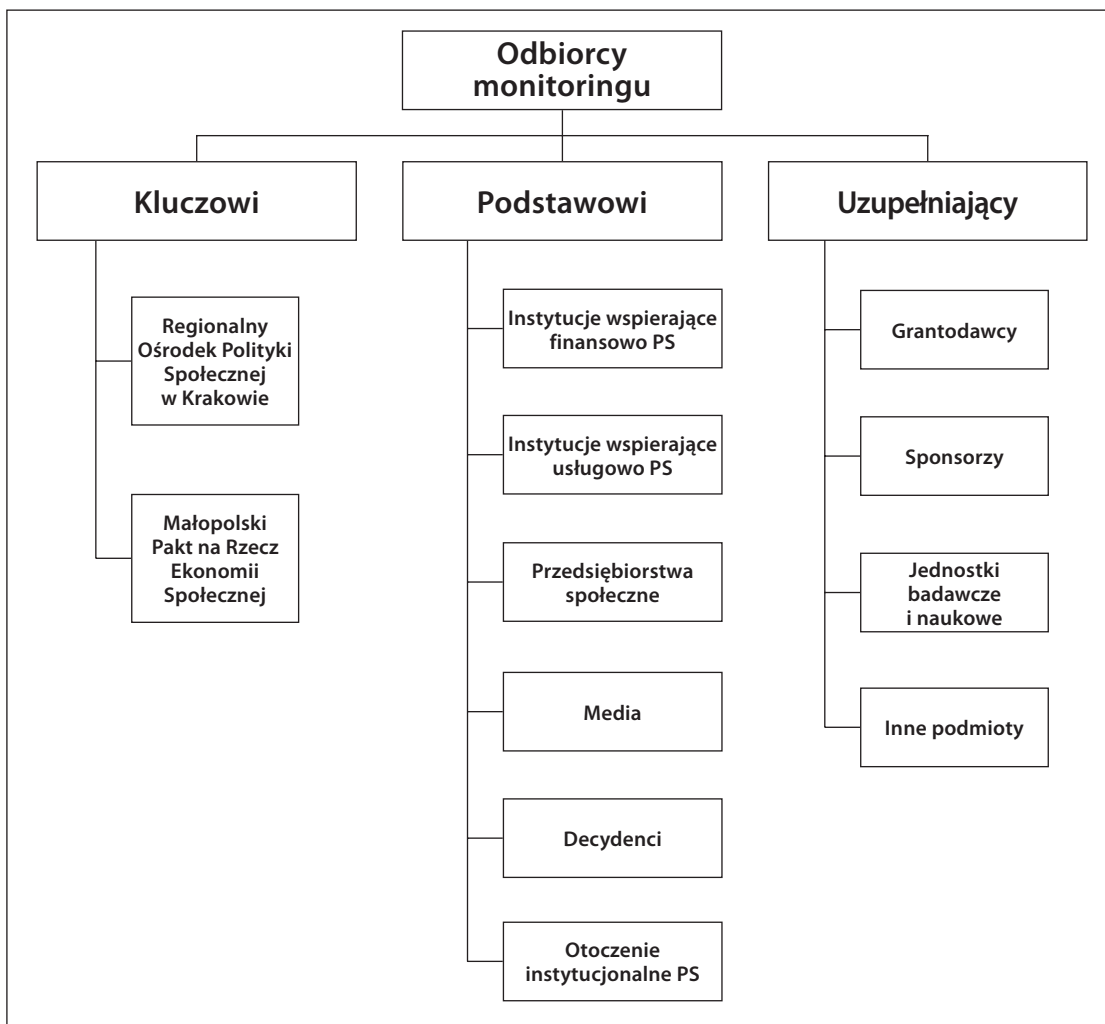 Odbiorcy
monitoringu
Kluczowi
Podstawowi
Uzupełniający
Regionalny
Ośrodek Polityki
Społecznej
w Krakowie
Małopolski
Pakt na Rzecz
Ekonomii
Społecznej
Instytucje wspierające
finansowo PS
Instytucje wspierające
usługowo PS
Przedsiębiorstwa
społeczne
Media
Decydenci
Otoczenie
instytucjonalne PS
Grantodawcy
Sponsorzy
Jednostki
badawcze
i naukowe
Inne podmioty